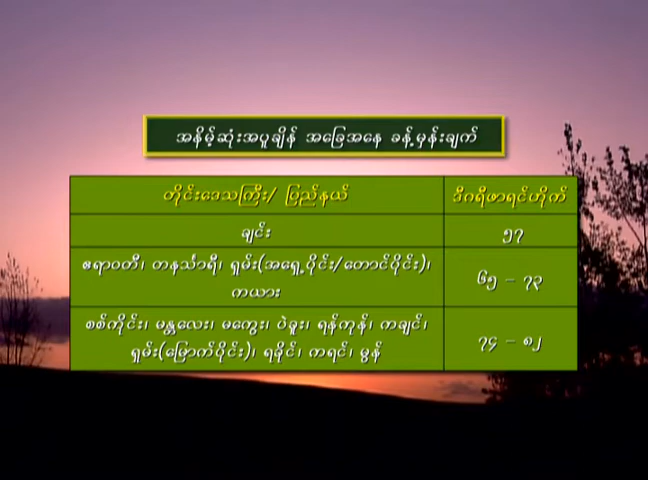 အနိမ့်ဆုံးအပူချိန် အခြေအနေ ခန့်မှန်းချက်
တိုင်းဒေသကြီး/ ပြည်နယ် ဒီဂရီဖာရင်ဟိုက်
ချင်း ၅၇
ဧရာဝတီ၊ တနင်္သာရီ၊ ရှမ်း(အရှေ့ပိုင်း/တောင်ပိုင်း)၊
ကယား ၆၅ – ၇၃
စစ်ကိုင်း၊ မန္တလေး၊ မကွေး၊ ပဲခူး၊ ရန်ကုန်၊ ကချင်၊
ရှမ်း(မြောက်ပိုင်း)၊ ရခိုင်၊ ကရင်၊ မွန် ၇၄ – ၈၂